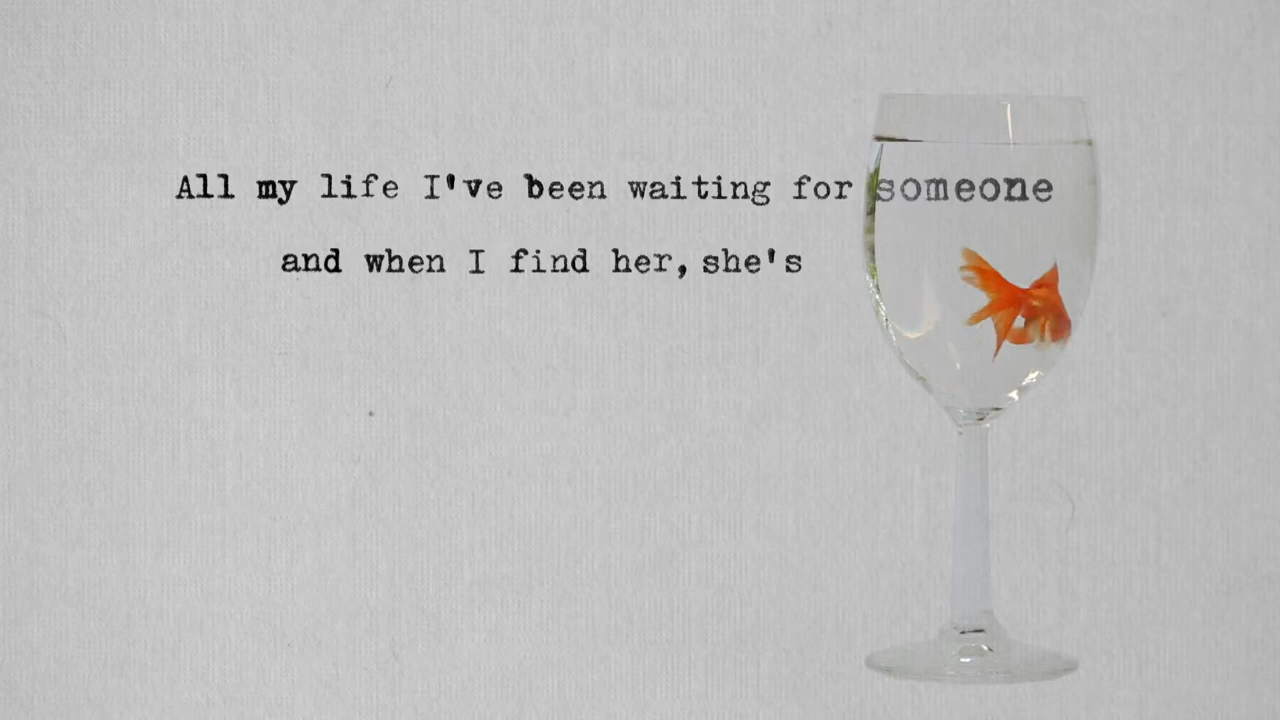 All my life I've been waiting for someone
and when I find her, she's